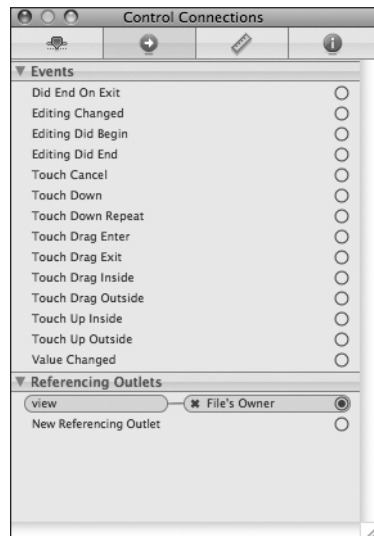 Control Connections
Events
Did End On Exit
Editing Changed
Editing Did Begin
Editing Did End
Touch Cancel
Touch Down
Touch Down Repeat
Touch Drag Enter
Touch Drag Exit
Touch Drag Inside
Touch Drag Outside
Touch Up Inside
Touch Up Outside
Value Changed
Referencing Outlets
view File's Owner
New Referencing Outlet